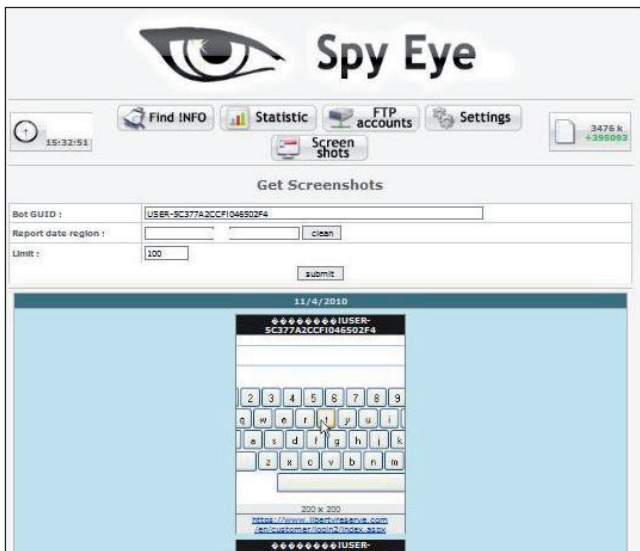 Spy Eye
15:32:51
Find INFO
Statistic
FTP accounts
Settings
3476 k
+395093
Screen shots
Get Screenshots
Bot GUID :
USER-5C377A2CCFI046502F4
Report date region :
clean
Limit :
100
submit
11/4/2010
��������IUSER-
5C377A2CCFI046502F4
2 3 4 5 6 7 8 9
q w e r t y u i
a s d f g h j k
z x c v b n m
200 x 200
https://www.libertyreserve.com
/en/customer/login2/index.aspx
��������IUSER-